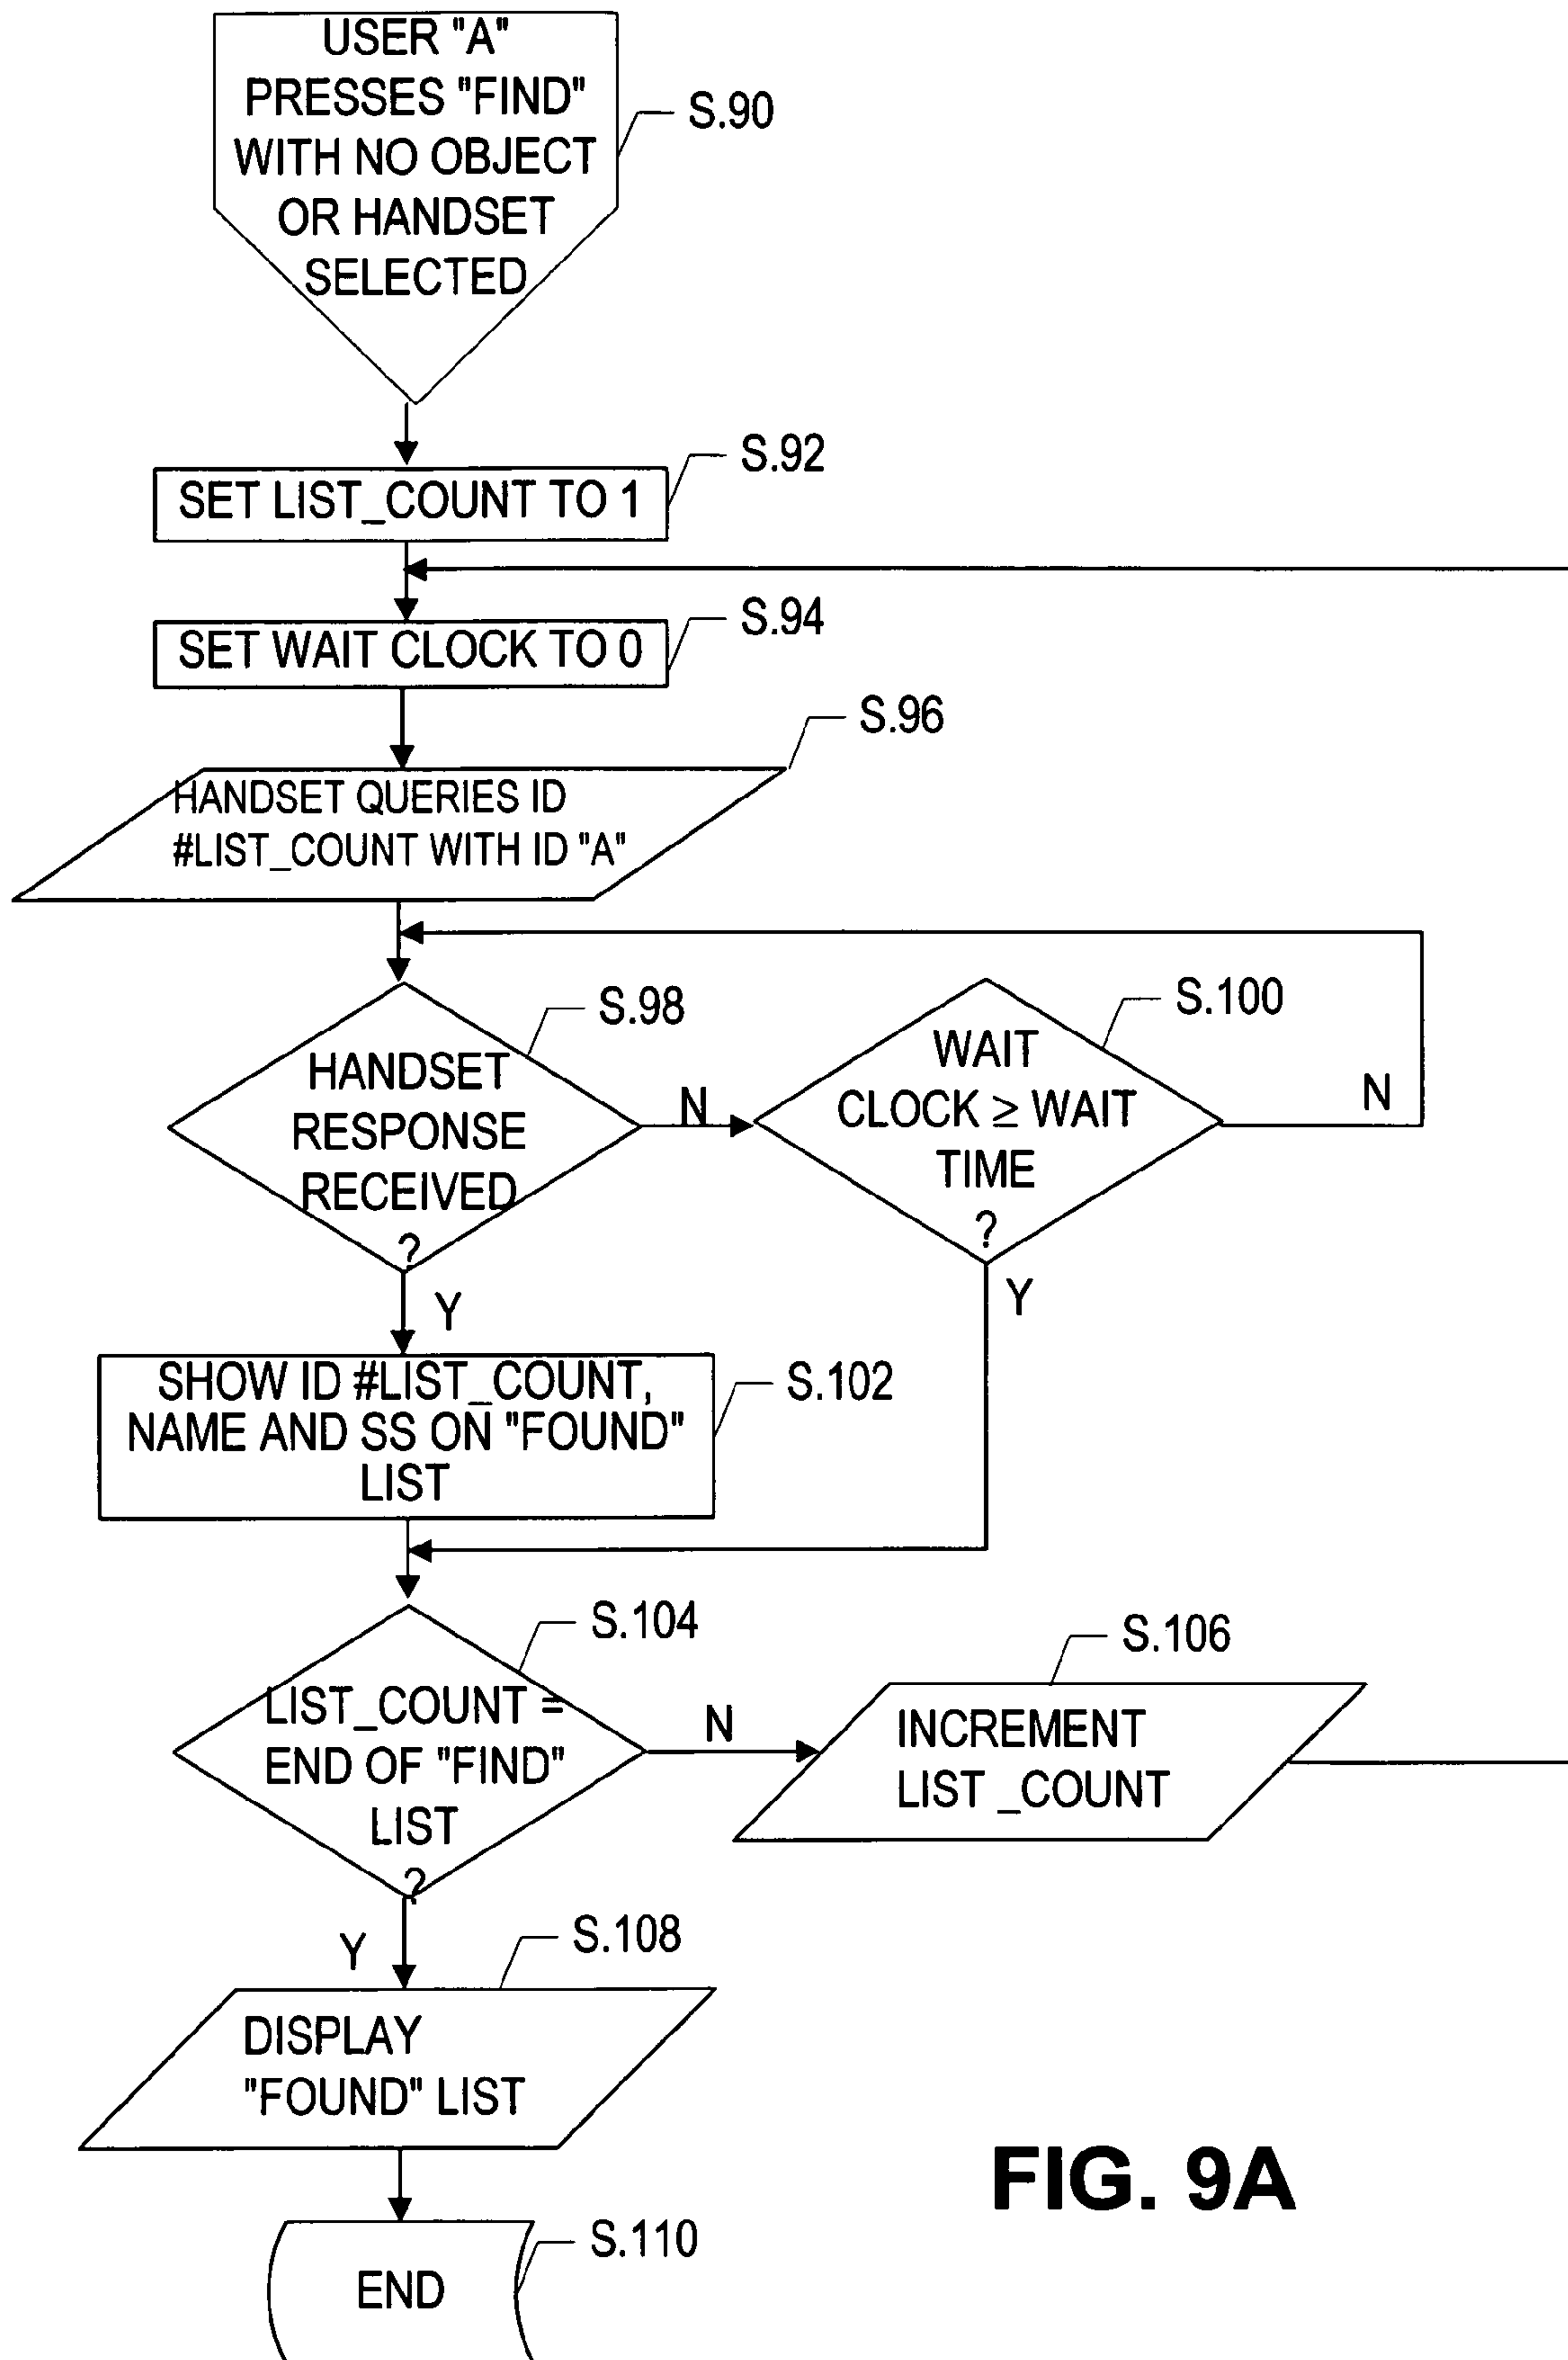 USER "A"
PRESSES "FIND"
WITH NO OBJECT
OR HANDSET
SELECTED
S.90
S.92
SET LIST_COUNT TO 1
S.94
SET WAIT CLOCK TO 0
S.96
HANDSET QUERIES ID
#LIST_COUNT WITH ID "A"
S.98
HANDSET
RESPONSE
RECEIVED
?
N
Y
S.100
WAIT
CLOCK ≥ WAIT
TIME
?
N
Y
SHOW ID #LIST_COUNT,
NAME AND SS ON "FOUND"
LIST
S.102
S.104
LIST_COUNT =
END OF "FIND"
LIST
?
N
Y
S.106
INCREMENT
LIST _COUNT
S.108
DISPLAY
"FOUND" LIST
S.110
END
FIG. 9A